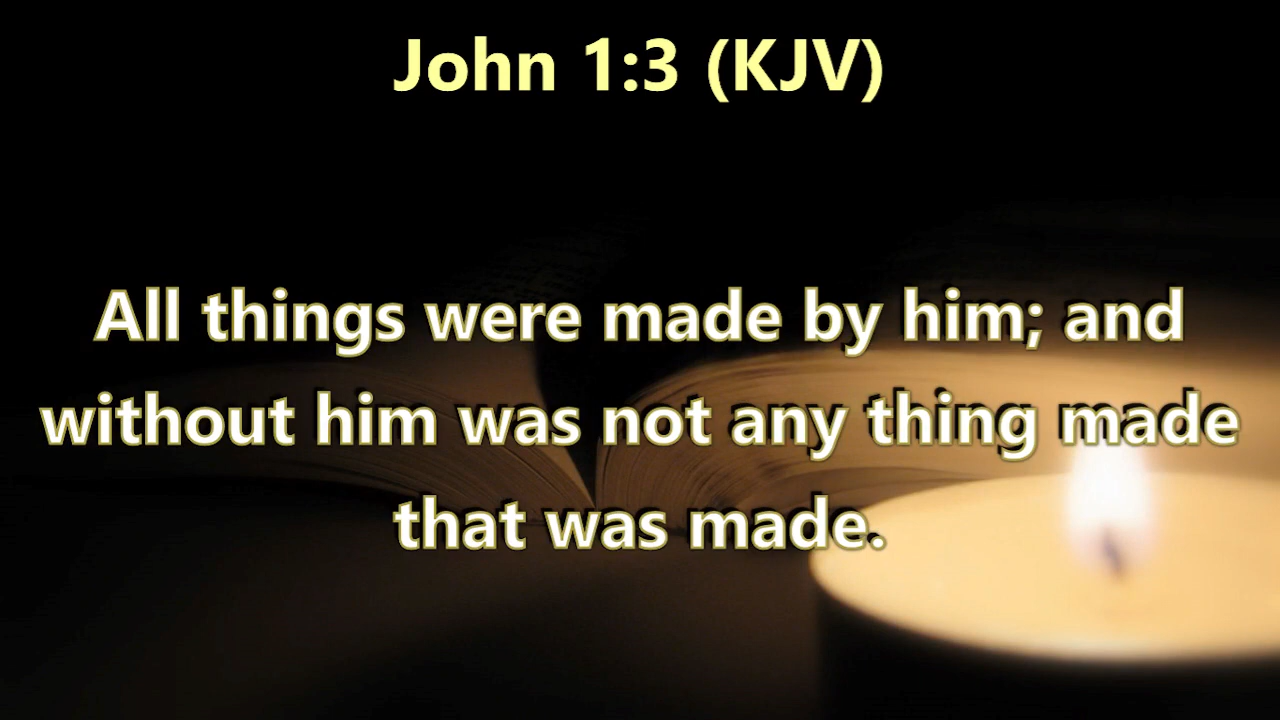 John 1:3 (KJV)
All things were made by him; and
without him was not any thing made
that was made.